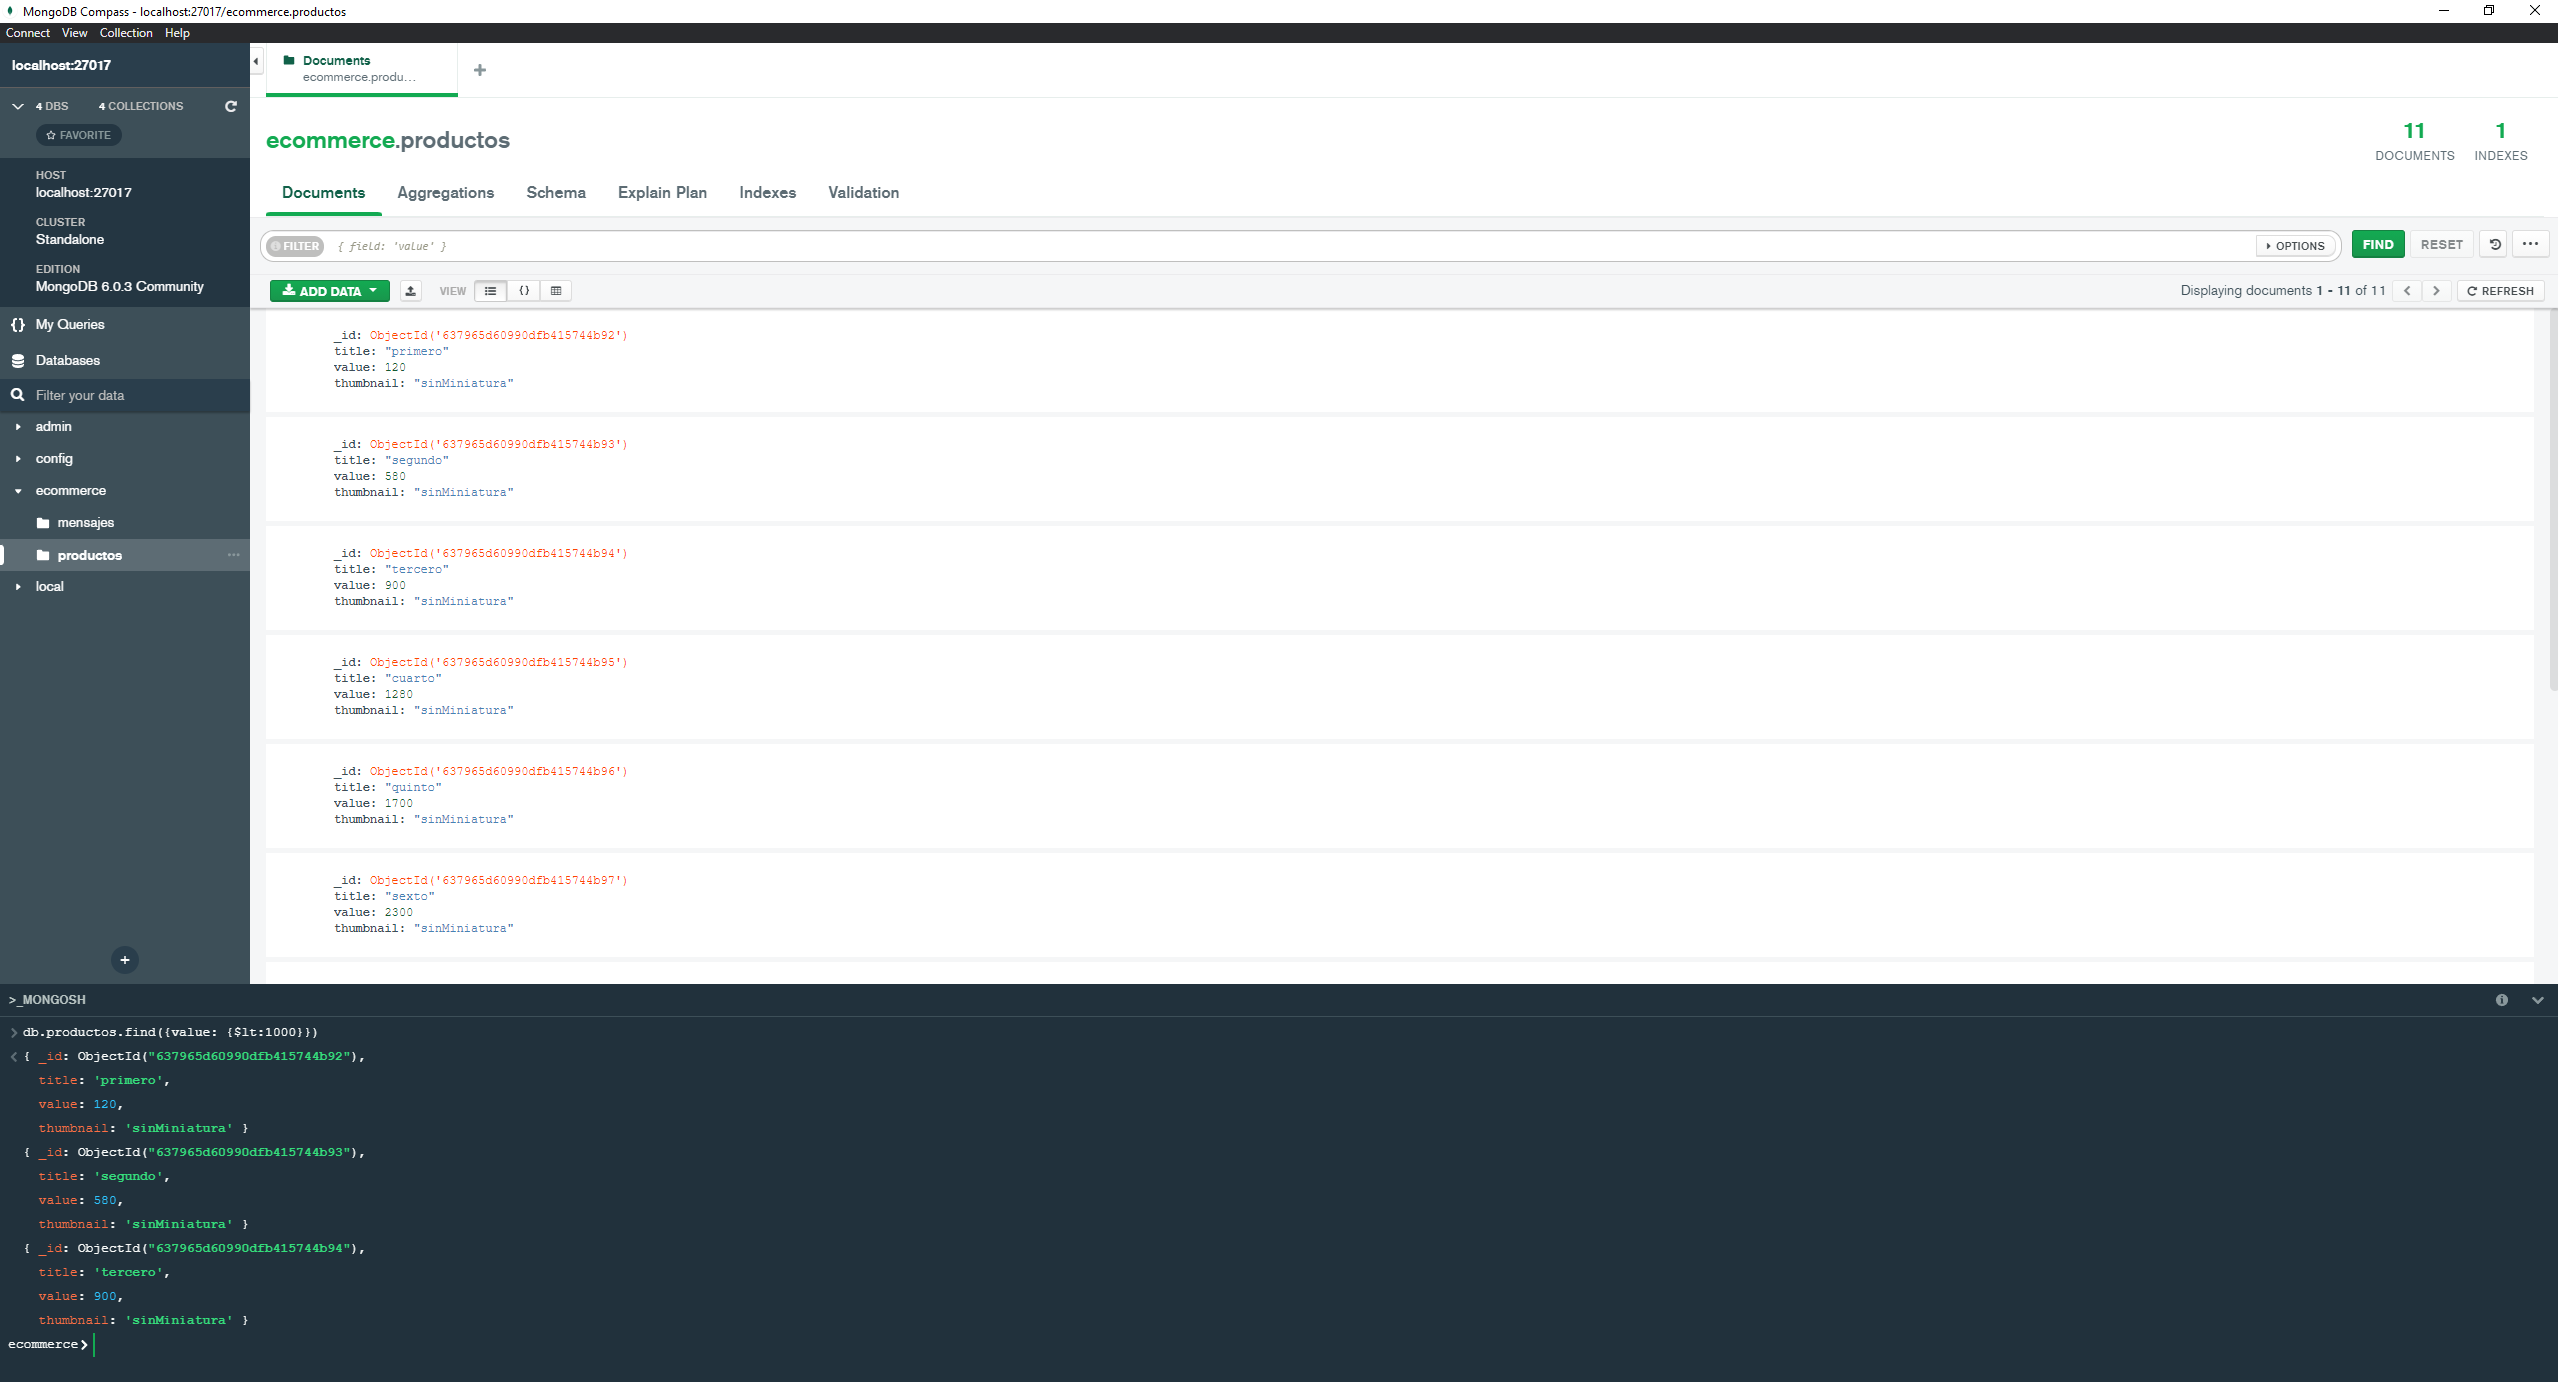 MongoDB Compass - localhost:27017/ecommerce.productos
Connect View Collection Help
localhost:27017
4 DBS 4 COLLECTIONS
FAVORITE
HOST
localhost:27017
CLUSTER
Standalone
EDITION
MongoDB 6.0.3 Community
{} My Queries
Databases
Filter your data
admin
config
ecommerce
mensajes
productos ...
local
+
Documents
ecommerce.produ...
+
ecommerce.productos
11
DOCUMENTS
1
INDEXES
Documents Aggregations Schema Explain Plan Indexes Validation
FILTER { field: 'value' } OPTIONS FIND RESET ...
ADD DATA VIEW {} Displaying documents 1 - 11 of 11 < > REFRESH
_id: ObjectId('637965d60990dfb415744b92')
title: "primero"
value: 120
thumbnail: "sinMiniatura"
_id: ObjectId('637965d60990dfb415744b93')
title: "segundo"
value: 580
thumbnail: "sinMiniatura"
_id: ObjectId('637965d60990dfb415744b94')
title: "tercero"
value: 900
thumbnail: "sinMiniatura"
_id: ObjectId('637965d60990dfb415744b95')
title: "cuarto"
value: 1280
thumbnail: "sinMiniatura"
_id: ObjectId('637965d60990dfb415744b96')
title: "quinto"
value: 1700
thumbnail: "sinMiniatura"
_id: ObjectId('637965d60990dfb415744b97')
title: "sexto"
value: 2300
thumbnail: "sinMiniatura"
>_MONGOSH
> db.productos.find({value: {$lt:1000}})
< { _id: ObjectId("637965d60990dfb415744b92"),
title: 'primero',
value: 120,
thumbnail: 'sinMiniatura' }
{ _id: ObjectId("637965d60990dfb415744b93"),
title: 'segundo',
value: 580,
thumbnail: 'sinMiniatura' }
{ _id: ObjectId("637965d60990dfb415744b94"),
title: 'tercero',
value: 900,
thumbnail: 'sinMiniatura' }
ecommerce>